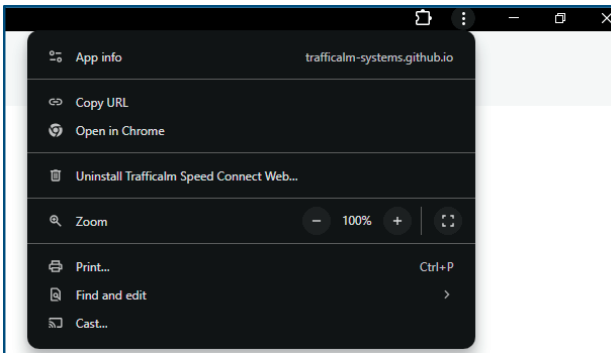 App info trafficalm-systems.github.io
Copy URL
Open in Chrome
Uninstall Trafficalm Speed Connect Web...
Zoom 100%
Print... Ctrl+P
Find and edit
Cast...